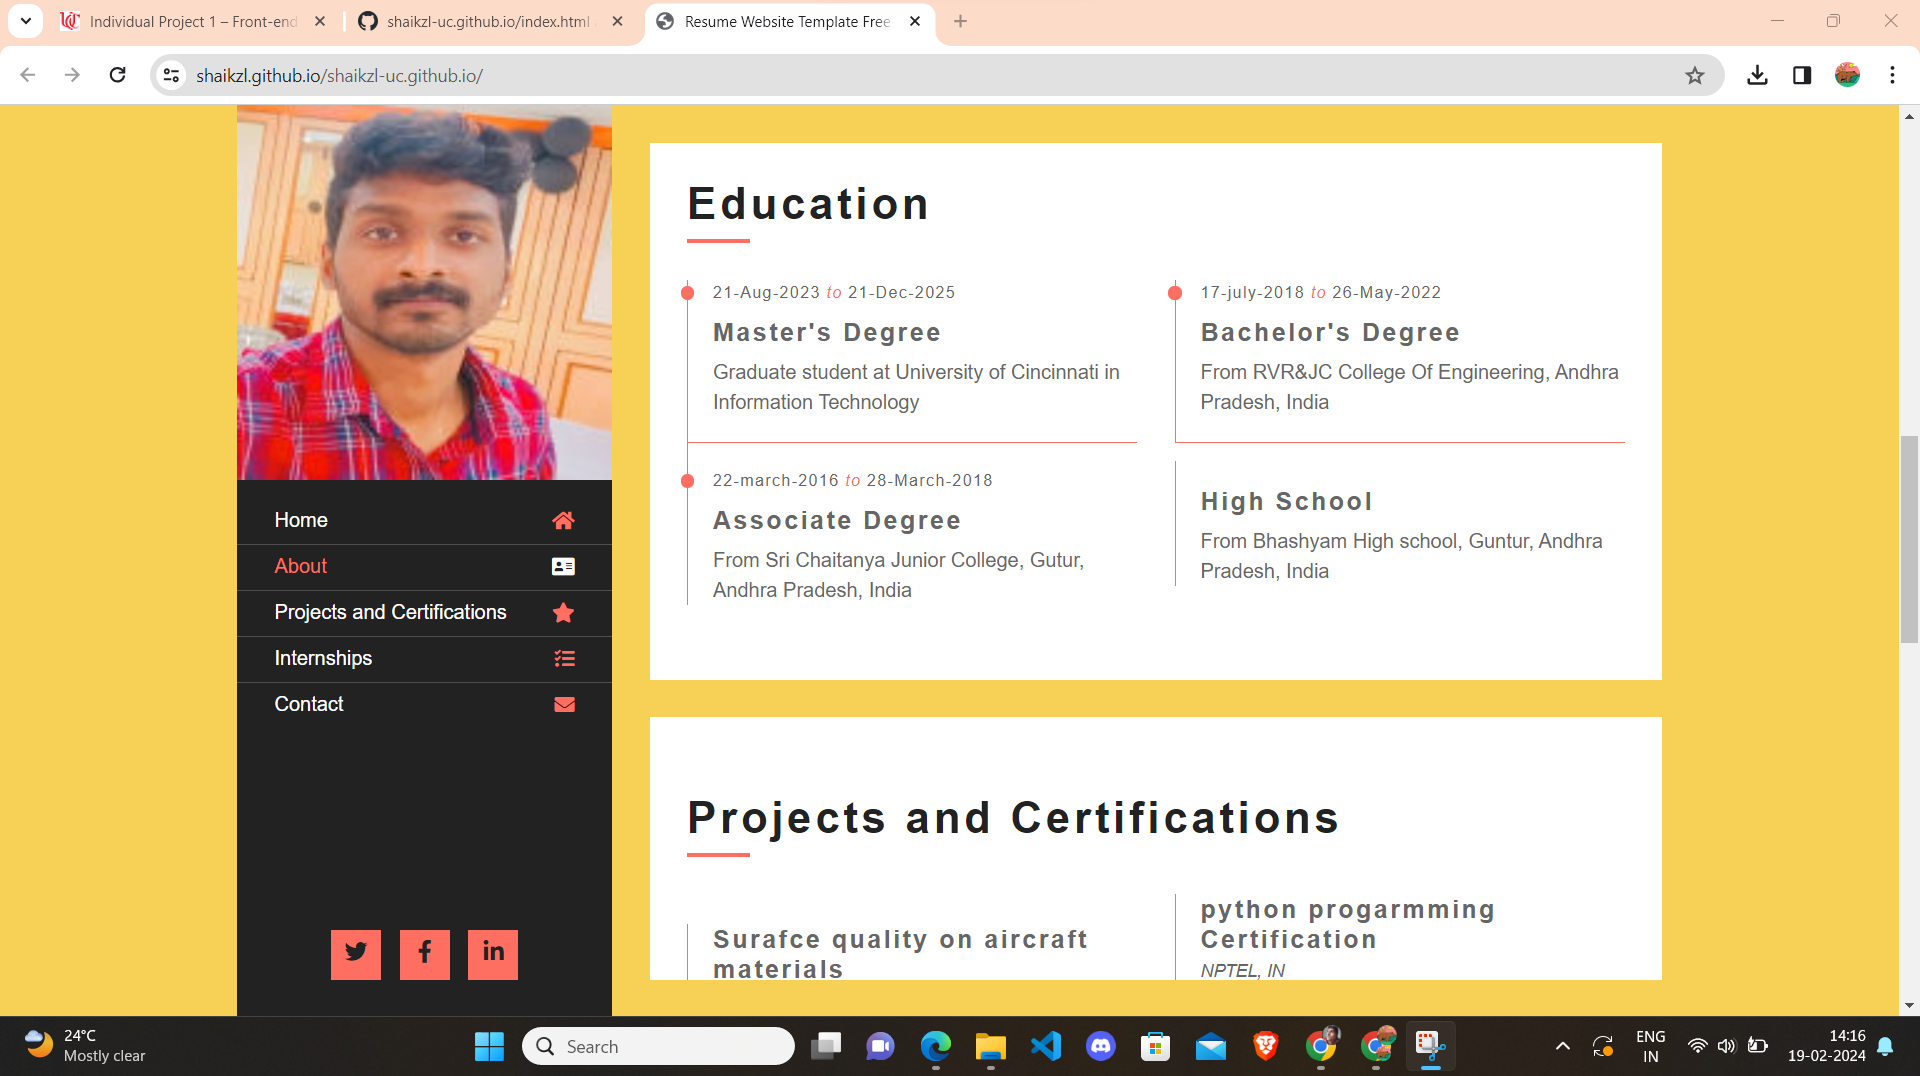 Individual Project 1 – Front-end
shaikzl-uc.github.io/index.html
Resume Website Template Free
shaikzl.github.io/shaikzl-uc.github.io/
Home
About
Projects and Certifications
Internships
Contact
Education
21-Aug-2023 to 21-Dec-2025
Master's Degree
Graduate student at University of Cincinnati in
Information Technology
17-july-2018 to 26-May-2022
Bachelor's Degree
From RVR&JC College Of Engineering, Andhra
Pradesh, India
22-march-2016 to 28-March-2018
Associate Degree
From Sri Chaitanya Junior College, Gutur,
Andhra Pradesh, India
High School
From Bhashyam High school, Guntur, Andhra
Pradesh, India
Projects and Certifications
Surafce quality on aircraft
materials
python progarmming
Certification
NPTEL, IN
24°C
Mostly clear
Search
ENG
IN
14:16
19-02-2024